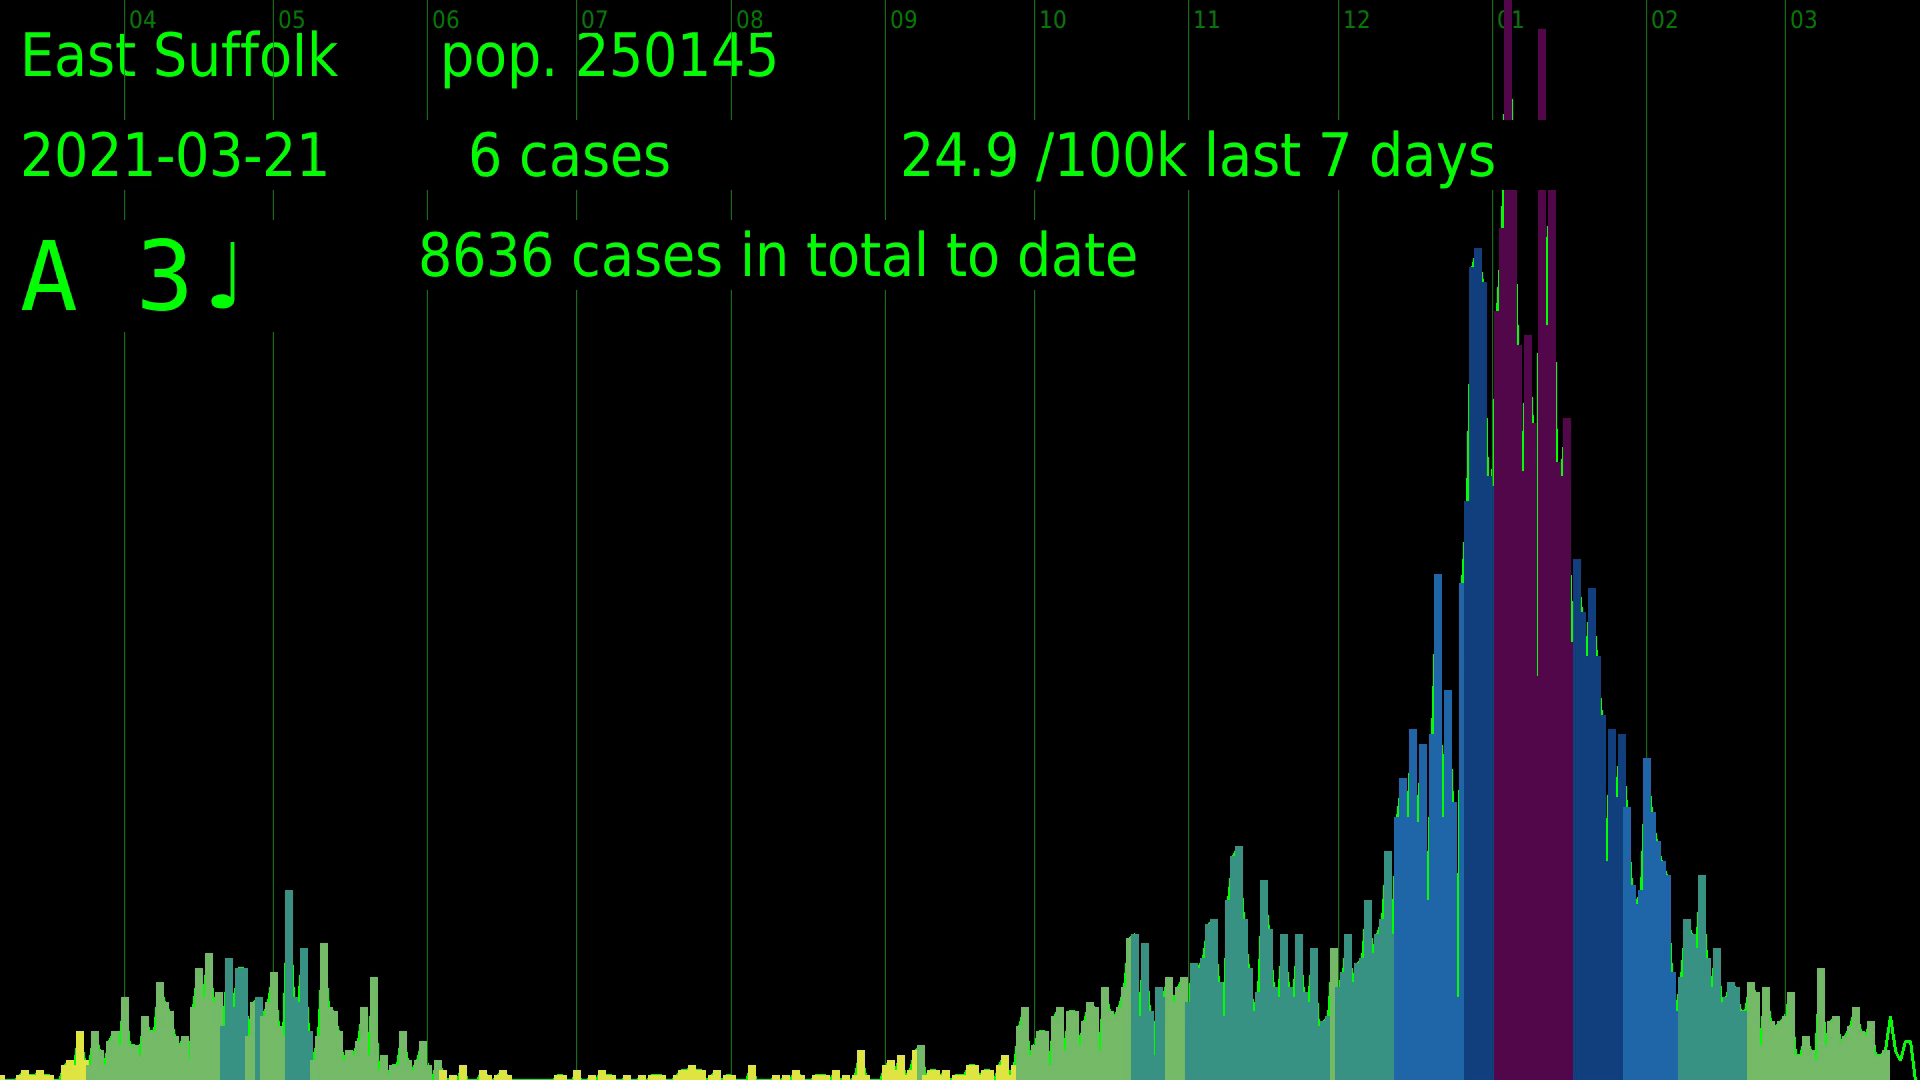 04 05 06 07 08 09 10 11 12 01 02 03
East Suffolk pop. 250145
2021-03-21 6 cases 24.9 /100k last 7 days
A 3♩ 8636 cases in total to date